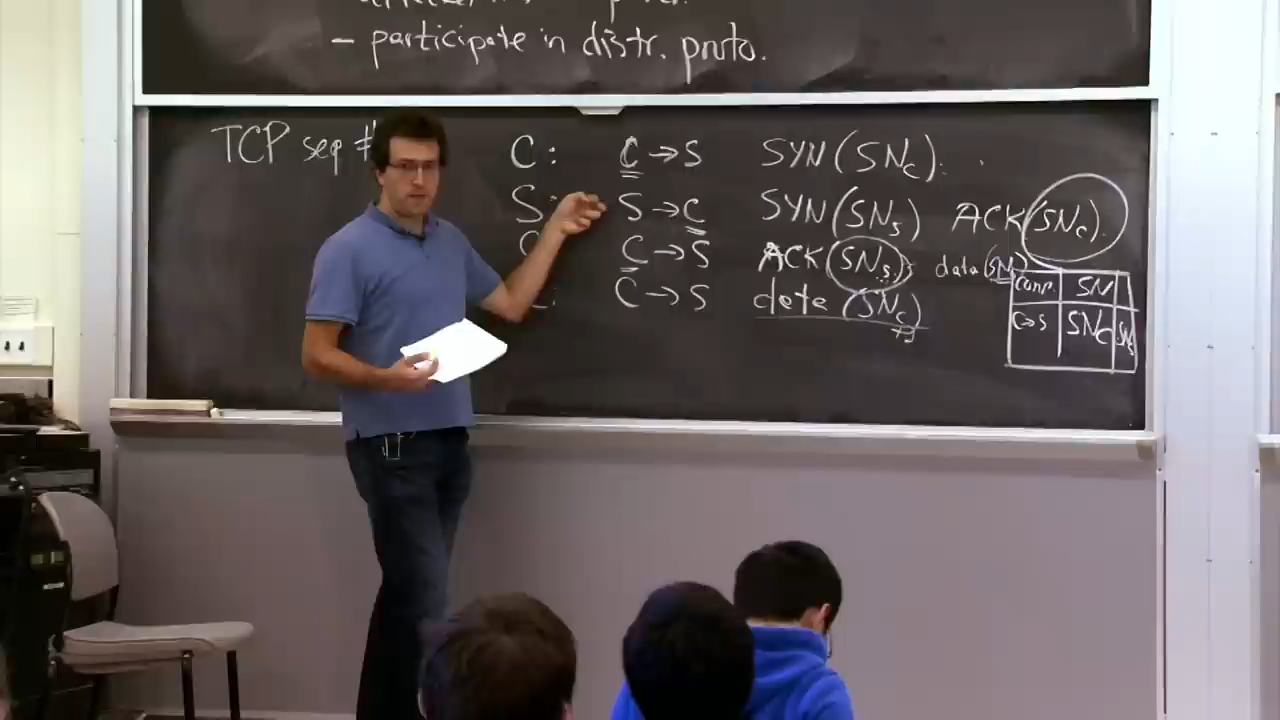 – participate in distr. proto.
TCP seq #
C: C→S SYN(SNc).
S: S→C SYN(SNs) ACK(SNc).
C C→S ACK(SNs) data(SN
C→S data (SNc)
conn. SN
C→S SNc SNs